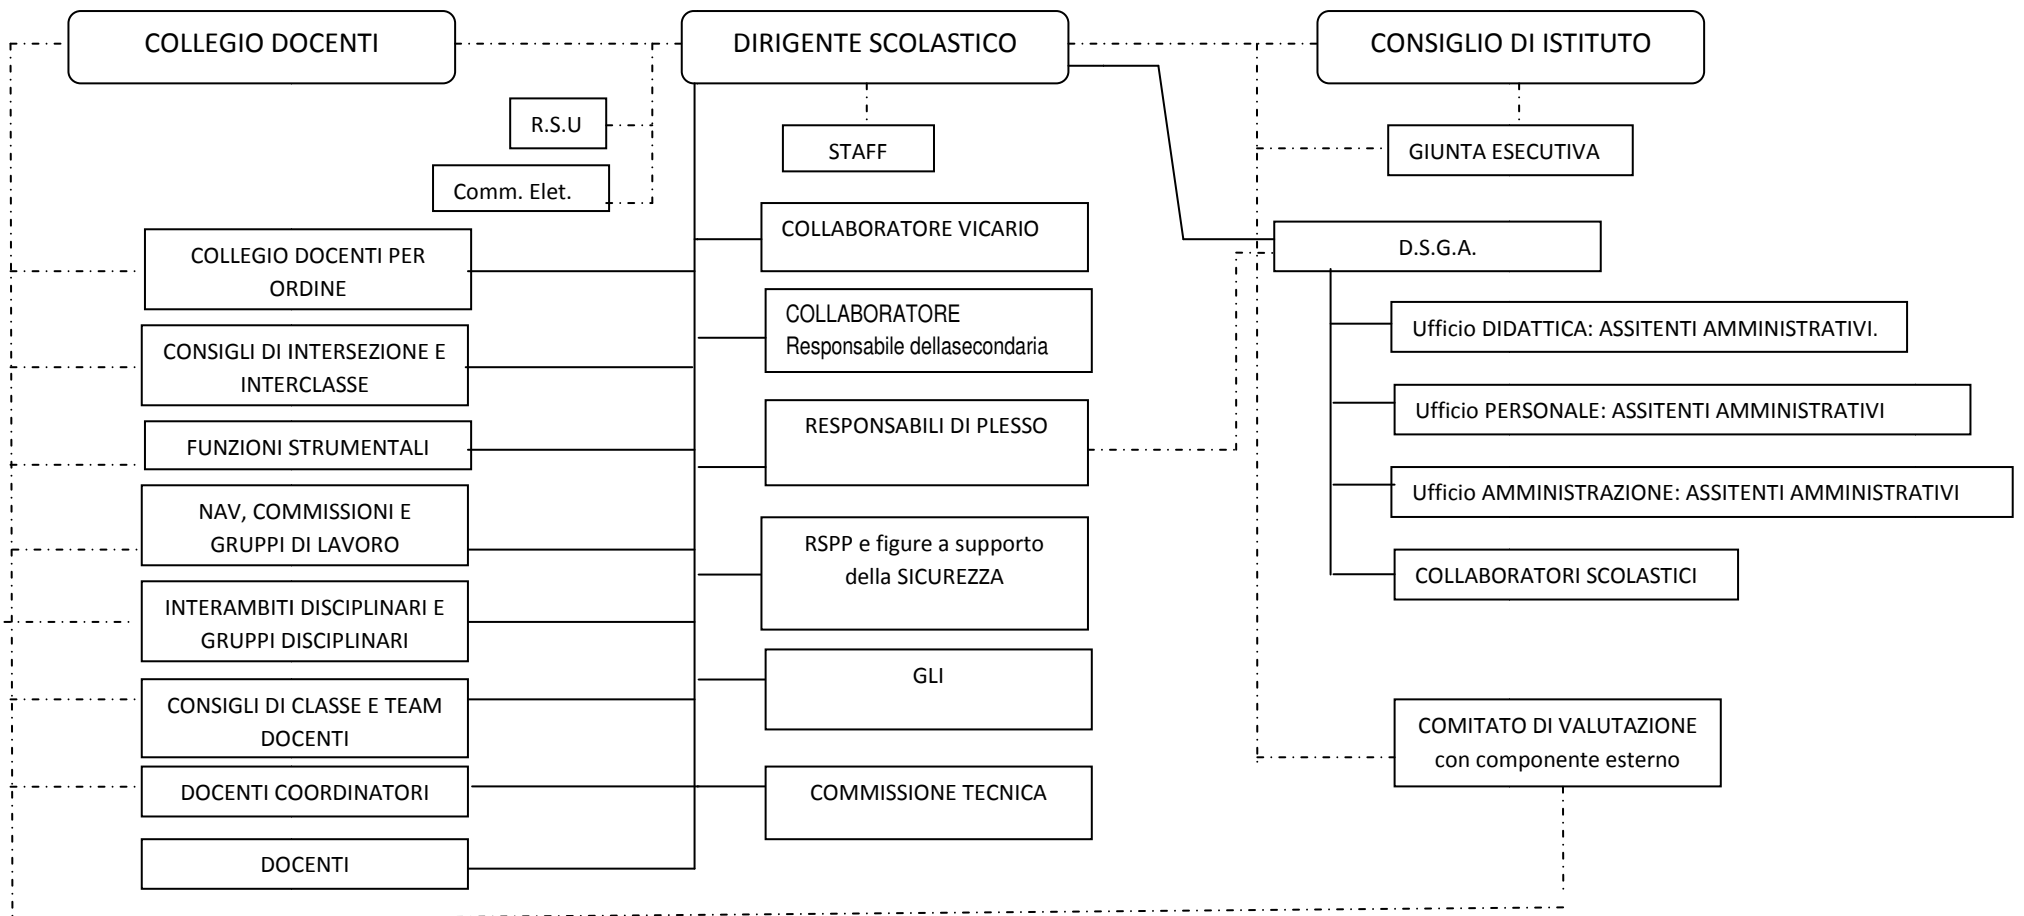 COLLEGIO DOCENTI
DIRIGENTE SCOLASTICO
CONSIGLIO DI ISTITUTO
R.S.U
STAFF
GIUNTA ESECUTIVA
Comm. Elet.
COLLABORATORE VICARIO
D.S.G.A.
COLLEGIO DOCENTI PER
ORDINE
COLLABORATORE
Responsabile dellasecondaria
Ufficio DIDATTICA: ASSITENTI AMMINISTRATIVI.
CONSIGLI DI INTERSEZIONE E
INTERCLASSE
RESPONSABILI DI PLESSO
Ufficio PERSONALE: ASSITENTI AMMINISTRATIVI
FUNZIONI STRUMENTALI
Ufficio AMMINISTRAZIONE: ASSITENTI AMMINISTRATIVI
NAV, COMMISSIONI E
GRUPPI DI LAVORO
RSPP e figure a supporto
della SICUREZZA
COLLABORATORI SCOLASTICI
INTERAMBITI DISCIPLINARI E
GRUPPI DISCIPLINARI
GLI
CONSIGLI DI CLASSE E TEAM
DOCENTI
COMITATO DI VALUTAZIONE
con componente esterno
DOCENTI COORDINATORI
COMMISSIONE TECNICA
DOCENTI